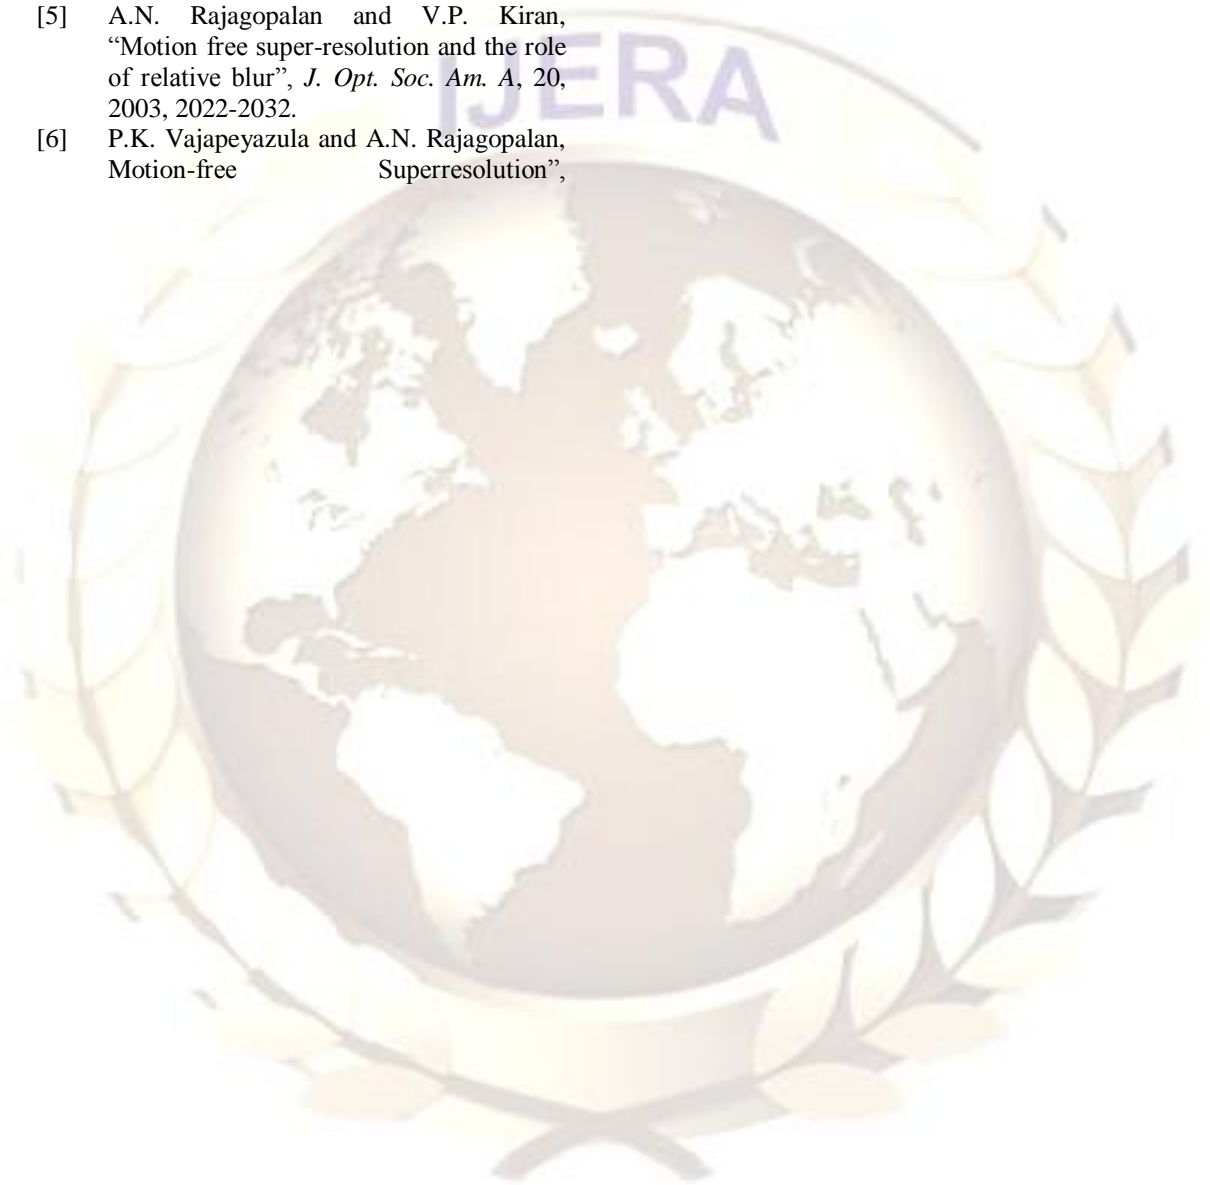 IJERA
[5] A.N. Rajagopalan and V.P. Kiran,
“Motion free super-resolution and the role
of relative blur”, J. Opt. Soc. Am. A, 20,
2003, 2022-2032.
[6] P.K. Vajapeyazula and A.N. Rajagopalan,
Motion-free Superresolution”,